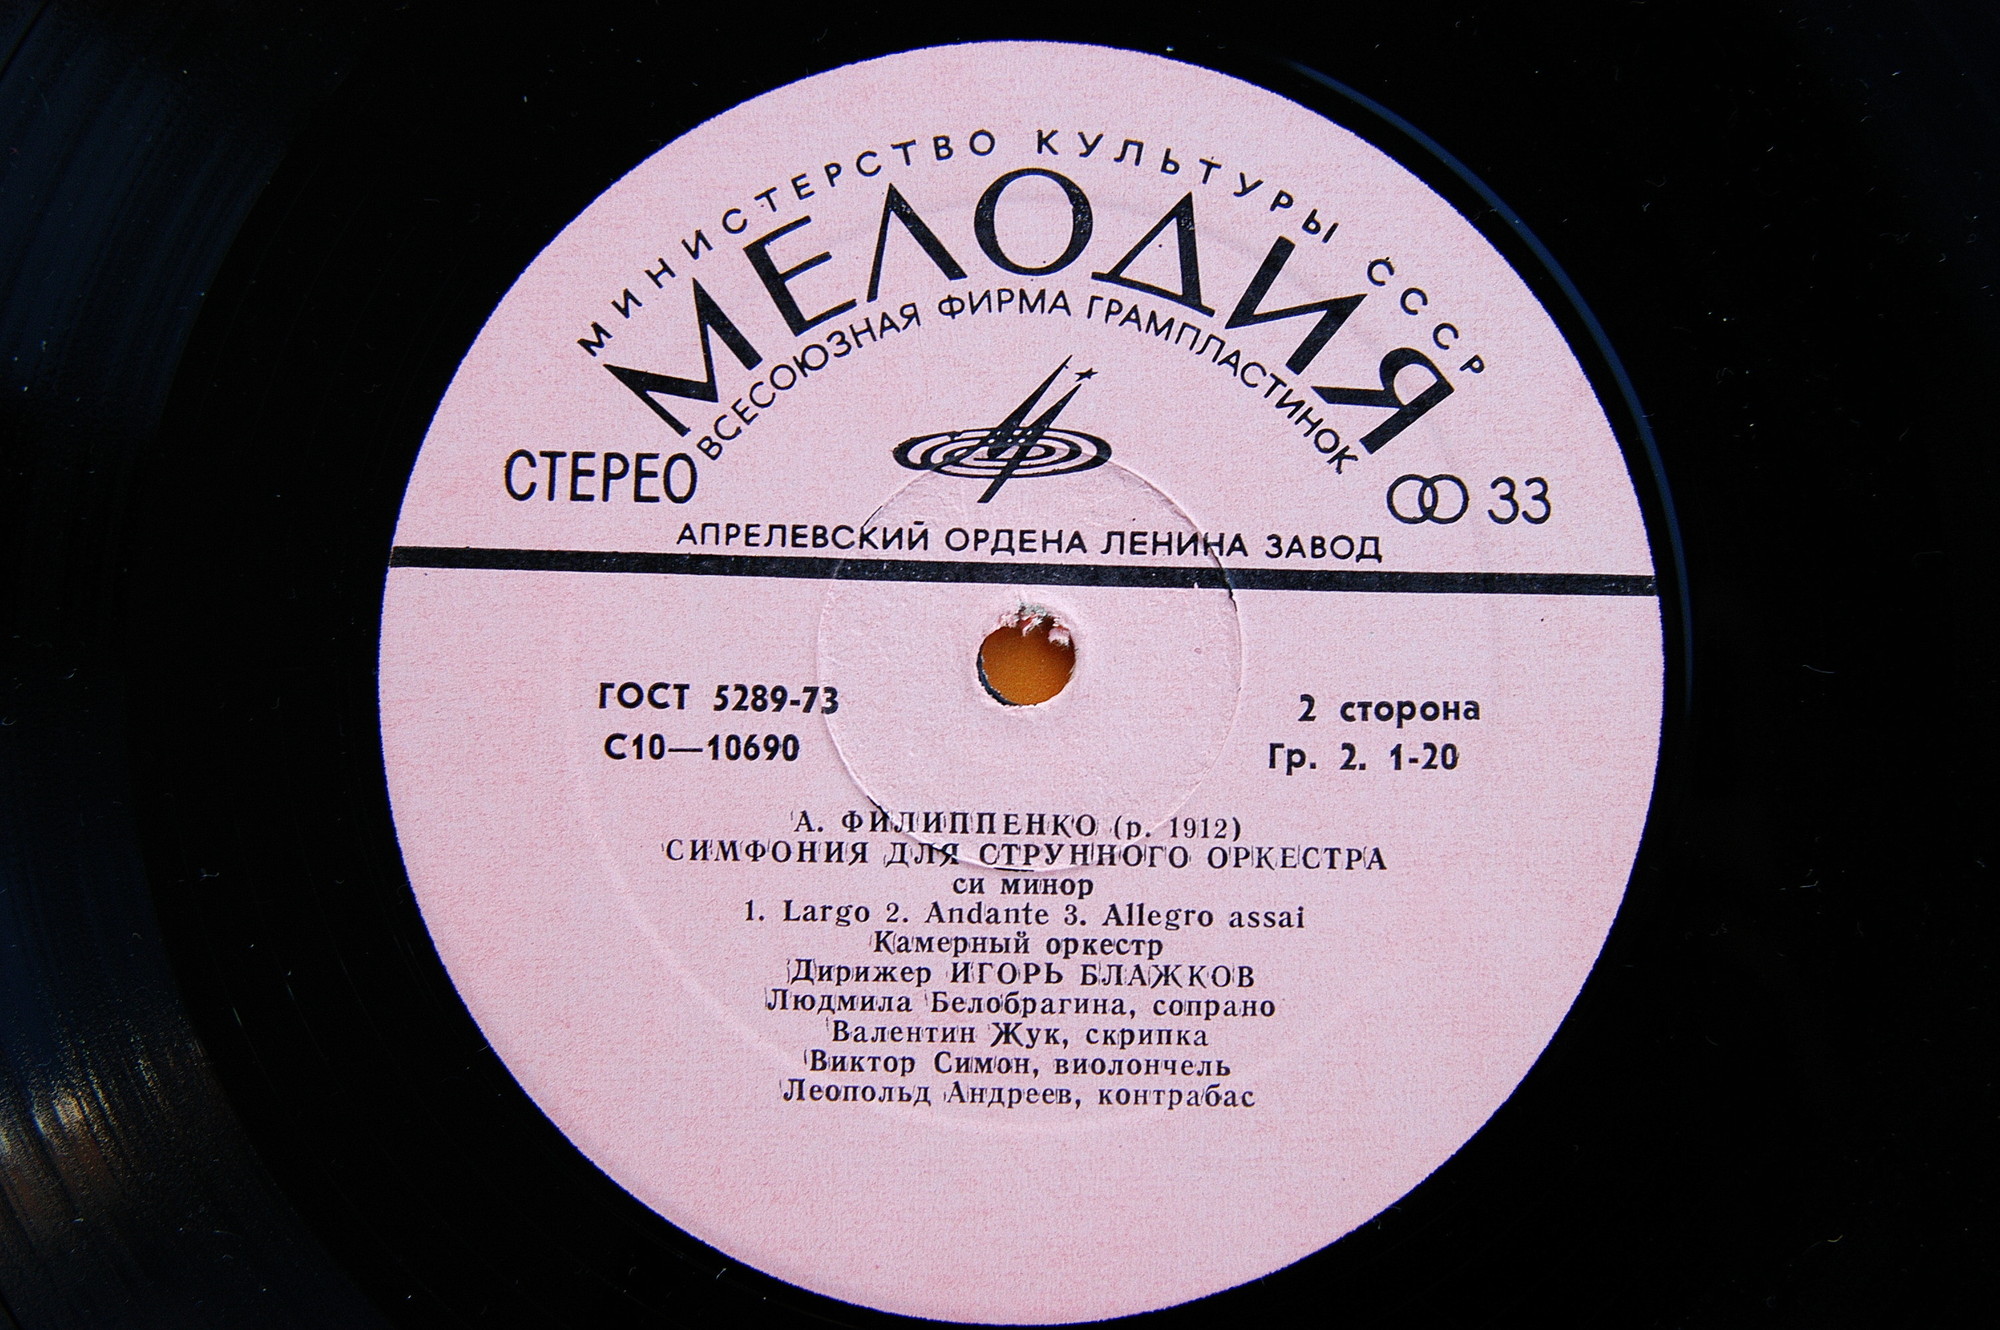 МИНИСТЕРСТВО КУЛЬТУРЫ СССР
МЕЛОДИЯ
ВСЕСОЮЗНАЯ ФИРМА ГРАМПЛАСТИНОК
СТЕРЕО
33
АПРЕЛЕВСКИЙ ОРДЕНА ЛЕНИНА ЗАВОД
ГОСТ 5289-73
2 сторона
С10—10690
Гр. 2. 1-20
А. ФИЛИППЕНКО (р. 1912)
СИМФОНИЯ ДЛЯ СТРУННОГО ОРКЕСТРА
си минор
1. Largo 2. Andante 3. Allegro assai
Камерный оркестр
Дирижер ИГОРЬ БЛАЖКОВ
Людмила Белобрагина, сопрано
Валентин Жук, скрипка
Виктор Симон, виолончель
Леопольд Андреев, контрабас